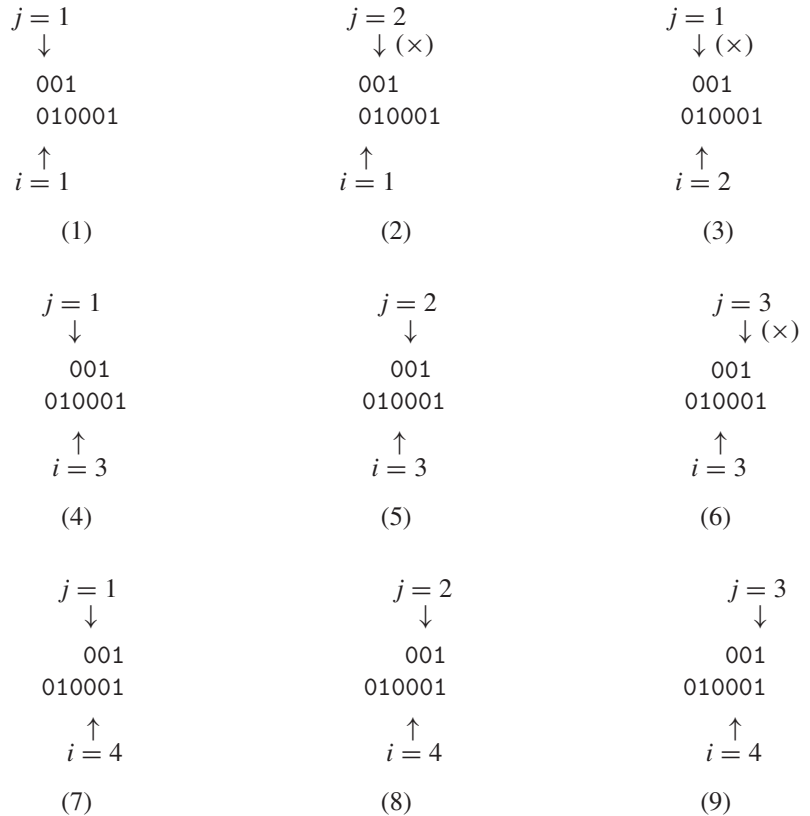 j = 1 j = 2 j = 1
↓ ↓ (×) ↓ (×)
001 001 001
010001 010001 010001
↑ ↑ ↑
i = 1 i = 1 i = 2
(1) (2) (3)
j = 1 j = 2 j = 3
↓ ↓ ↓ (×)
001 001 001
010001 010001 010001
↑ ↑ ↑
i = 3 i = 3 i = 3
(4) (5) (6)
j = 1 j = 2 j = 3
↓ ↓ ↓
001 001 001
010001 010001 010001
↑ ↑ ↑
i = 4 i = 4 i = 4
(7) (8) (9)